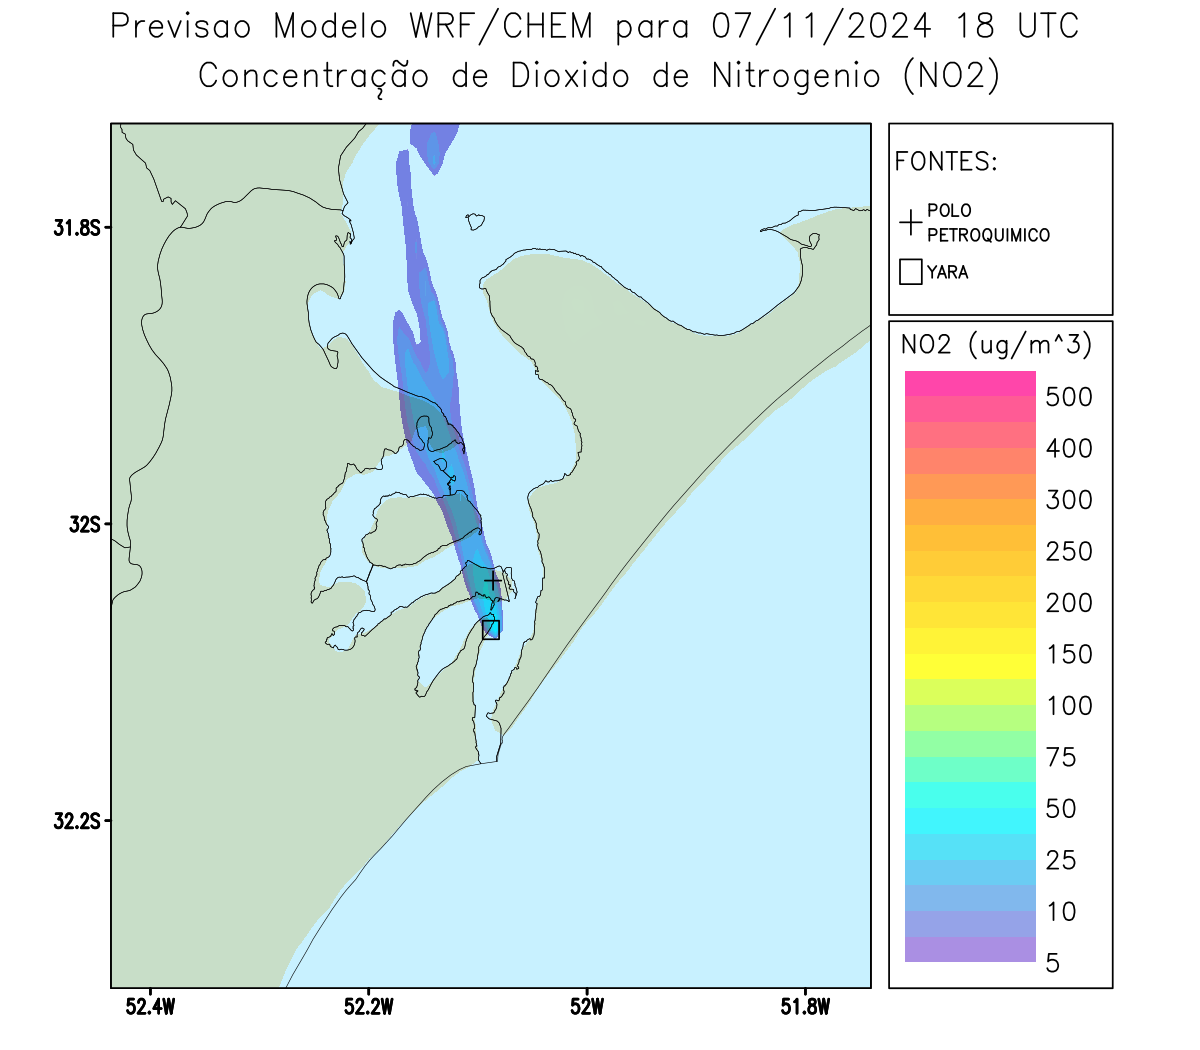 Previsao Modelo WRF/CHEM para 07/11/2024 18 UTC
Concentração de Dioxido de Nitrogenio (NO2)
FONTES:
POLO
PETROQUIMICO
YARA
NO2 (ug/m^3)
500
400
300
250
200
150
100
75
50
25
10
5
31.8S
32S
32.2S
52.4W
52.2W
52W
51.8W